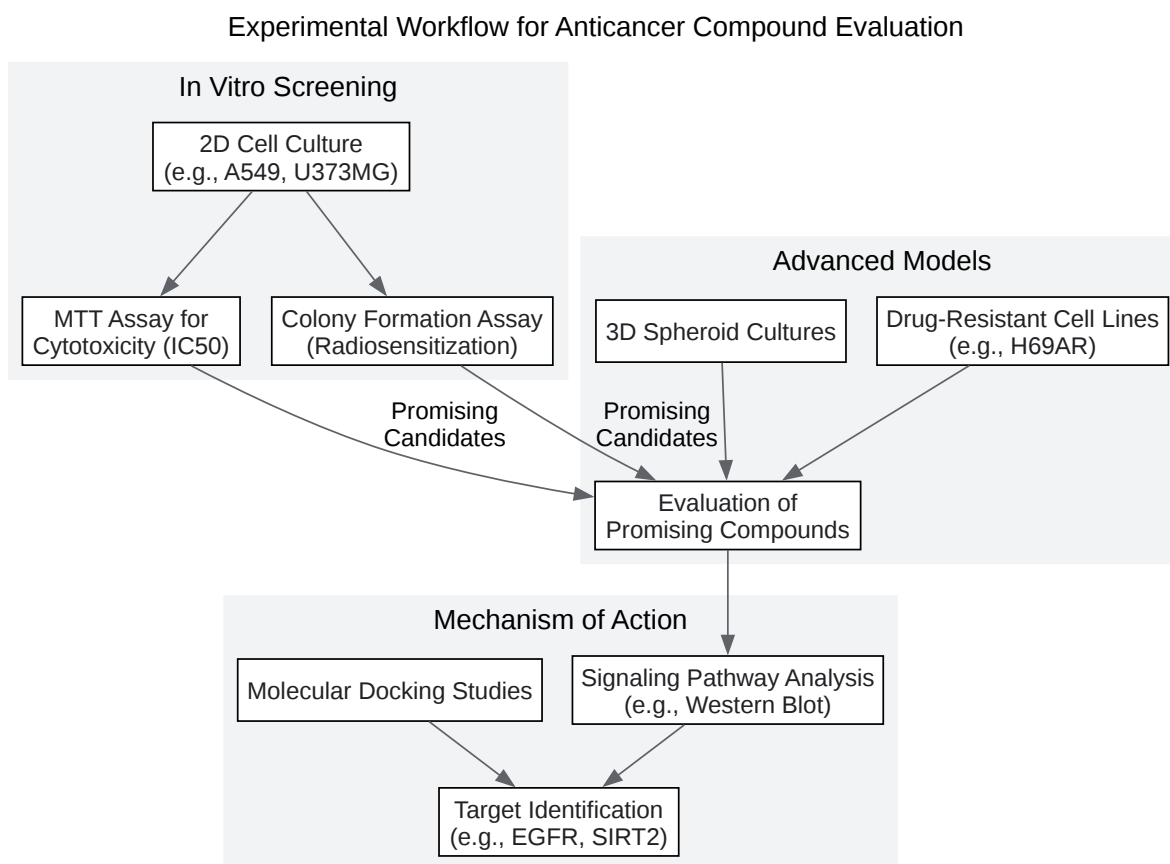 Experimental Workflow for Anticancer Compound Evaluation
In Vitro Screening
2D Cell Culture
(e.g., A549, U373MG)
MTT Assay for
Cytotoxicity (IC50)
Colony Formation Assay
(Radiosensitization)
Advanced Models
3D Spheroid Cultures
Drug-Resistant Cell Lines
(e.g., H69AR)
Promising
Candidates
Promising
Candidates
Evaluation of
Promising Compounds
Mechanism of Action
Molecular Docking Studies
Signaling Pathway Analysis
(e.g., Western Blot)
Target Identification
(e.g., EGFR, SIRT2)